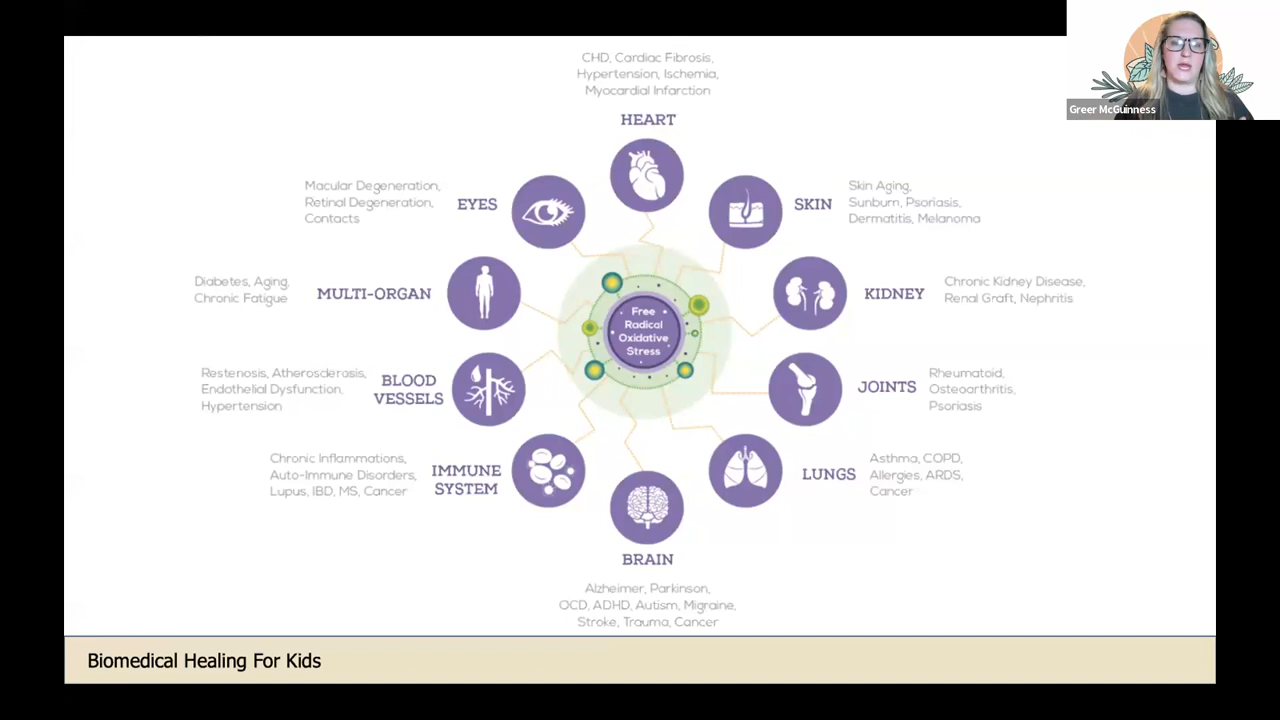 Greer McGuinness
CHD, Cardiac Fibrosis,
Hypertension, Ischemia,
Myocardial Infarction
HEART
Macular Degeneration,
Retinal Degeneration,
Contacts
EYES
SKIN
Skin Aging,
Sunburn, Psoriasis,
Dermatitis, Melanoma
Diabetes, Aging,
Chronic Fatigue
MULTI-ORGAN
KIDNEY
Chronic Kidney Disease,
Renal Graft, Nephritis
Free
Radical
Oxidative
Stress
Restenosis, Atherosclerasis,
Endothelial Dysfunction,
Hypertension
BLOOD
VESSELS
JOINTS
Rheumatoid,
Osteoarthritis,
Psoriasis
Chronic Inflammations,
Auto-Immune Disorders,
Lupus, IBD, MS, Cancer
IMMUNE
SYSTEM
LUNGS
Asthma, COPD,
Allergies, ARDS,
Cancer
BRAIN
Alzheimer, Parkinson,
OCD, ADHD, Autism, Migraine,
Stroke, Trauma, Cancer
Biomedical Healing For Kids